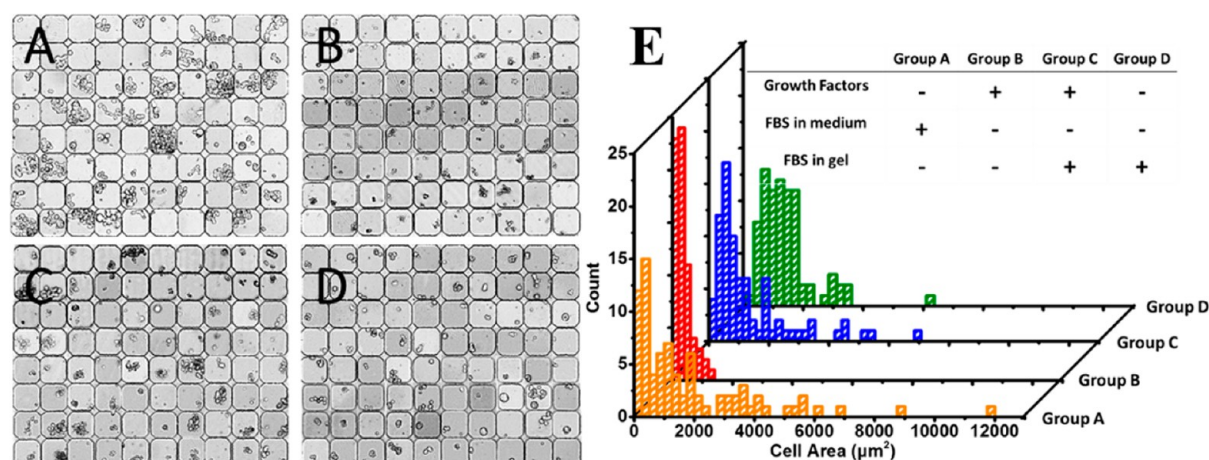 A
B
C
D
E
Group A Group B Group C Group D
Growth Factors - + + -
FBS in medium + - - -
FBS in gel - - + +
25
20
15
10
5
0
Count
0 2000 4000 6000 8000 10000 12000
Cell Area (μm²)
Group D
Group C
Group B
Group A